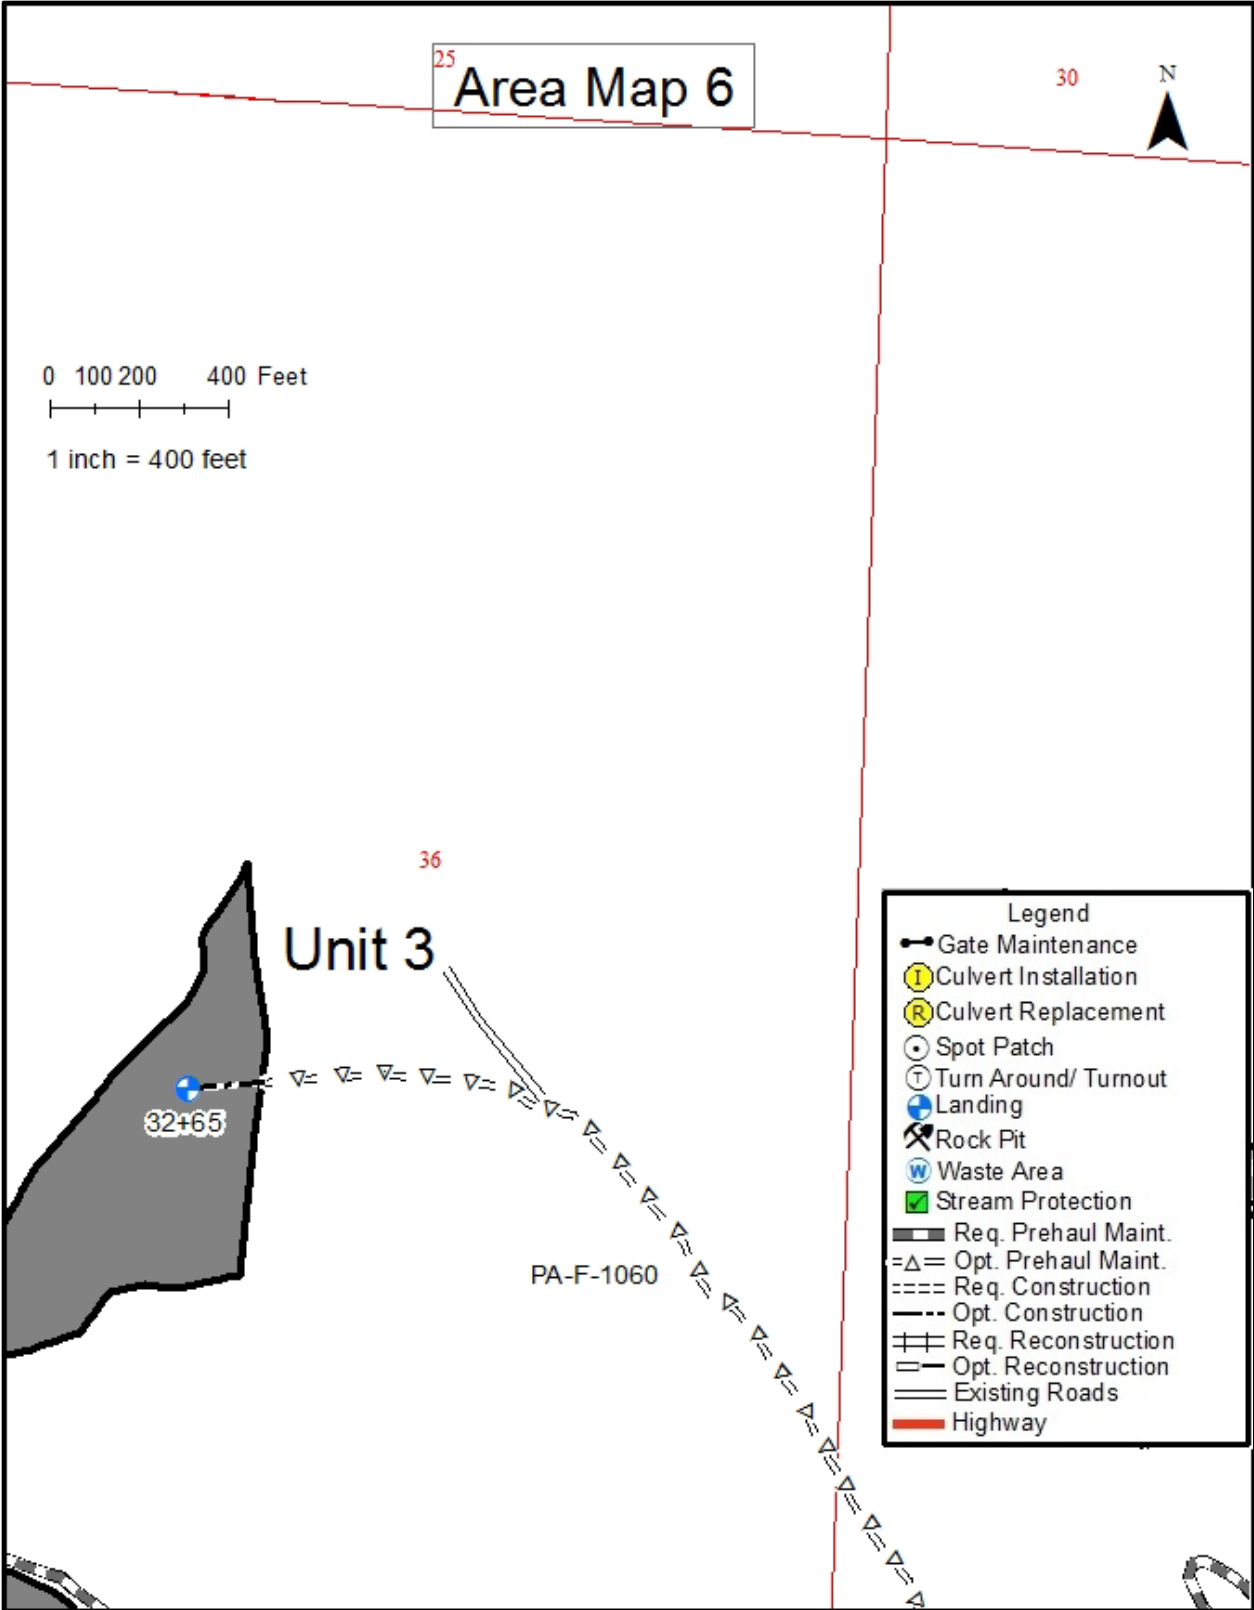 25
Area Map 6
30
N
0 100 200 400 Feet
1 inch = 400 feet
36
Unit 3
32+65
PA-F-1060
Legend
Gate Maintenance
I Culvert Installation
R Culvert Replacement
Spot Patch
T Turn Around/ Turnout
Landing
Rock Pit
W Waste Area
Stream Protection
Req. Prehaul Maint.
Opt. Prehaul Maint.
Req. Construction
Opt. Construction
Req. Reconstruction
Opt. Reconstruction
Existing Roads
Highway